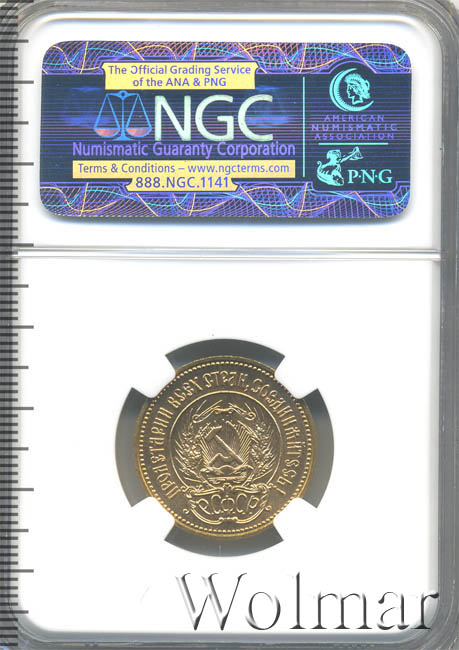 The Official Grading Service
of the ANA & PNG
NGC
Numismatic Guaranty Corporation
Terms & Conditions – www.ngcterms.com
888.NGC.1141
AMERICAN
NUMISMATIC
ASSOCIATION
P·N·G
ПРОЛЕТАРИИ ВСЕХ СТРАН, СОЕДИНЯЙТЕСЬ!
РСФСР
Wolmar